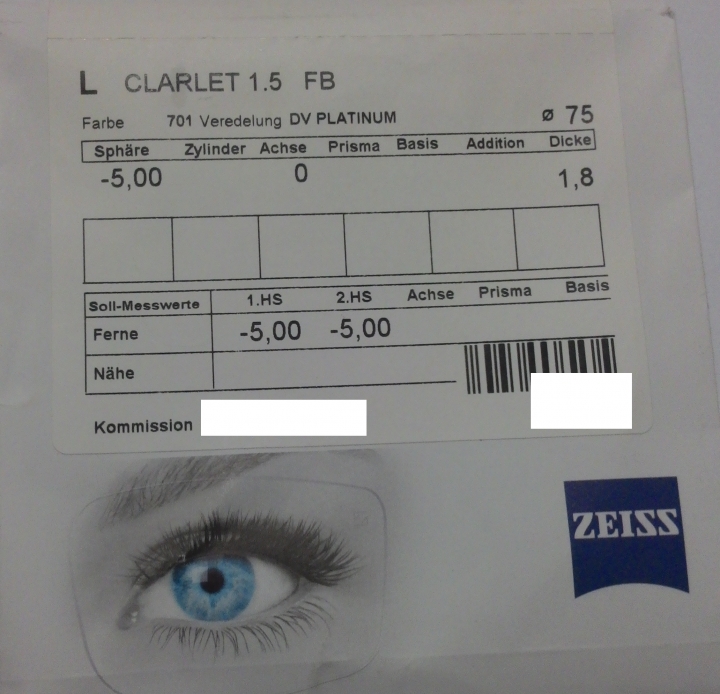 L CLARLET 1.5 FB
Farbe 701 Veredelung DV PLATINUM ø 75
Sphäre Zylinder Achse Prisma Basis Addition Dicke
-5,00 0 1,8
Soll-Messwerte 1.HS 2.HS Achse Prisma Basis
Ferne -5,00 -5,00
Nähe
Kommission
ZEISS